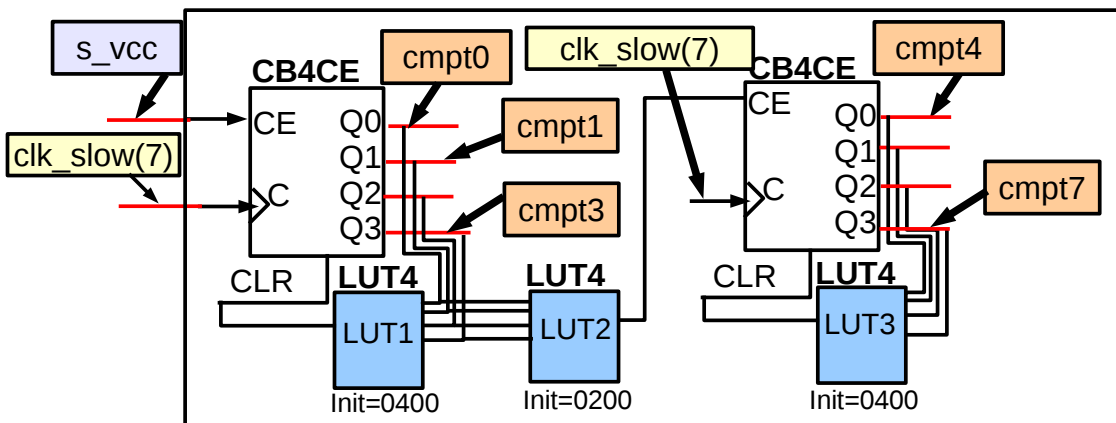 s_vcc
clk_slow(7)
CB4CE
CE
C
Q0
Q1
Q2
Q3
cmpt0
cmpt1
cmpt3
CLR
LUT4
LUT1
Init=0400
LUT4
LUT2
Init=0200
clk_slow(7)
CB4CE
CE
C
Q0
Q1
Q2
Q3
cmpt4
cmpt7
CLR
LUT4
LUT3
Init=0400